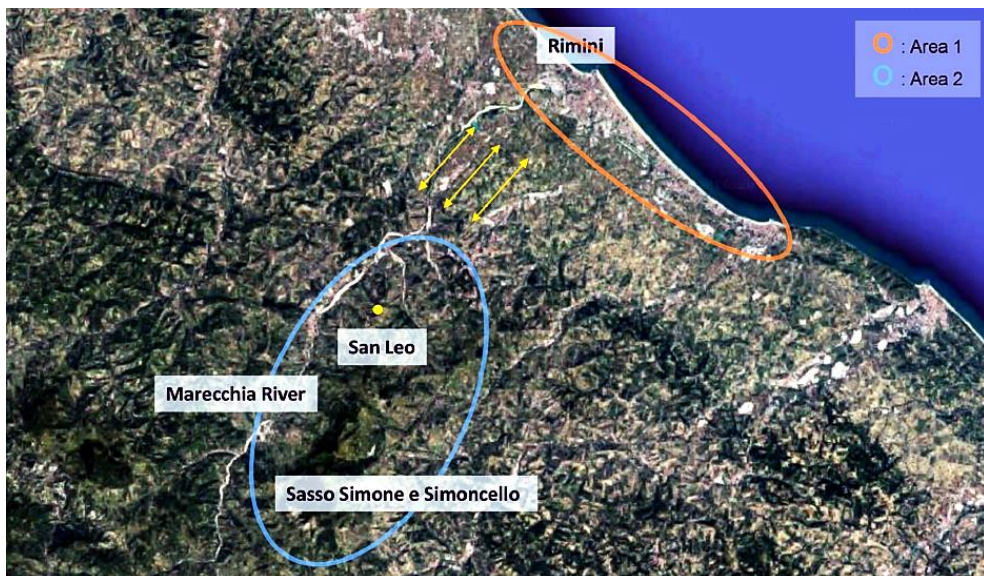 Rimini
: Area 1
: Area 2
San Leo
Marecchia River
Sasso Simone e Simoncello